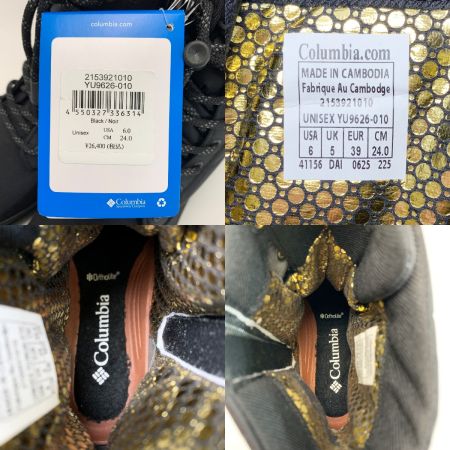 columbia.com
2153921010
YU9626-010
4 550327 336314
Black / Noir
Unisex
USA 6.0
CM 24.0
¥26,400(税込)
Columbia
Columbia.com
MADE IN CAMBODIA
Fabrique Au Cambodge
2153921010
UNISEX YU9626-010
USA UK EUR CM
6 5 39 24.0
41156 DAI 0625 225
Ortholite
Columbia
Ortholite
Columbia